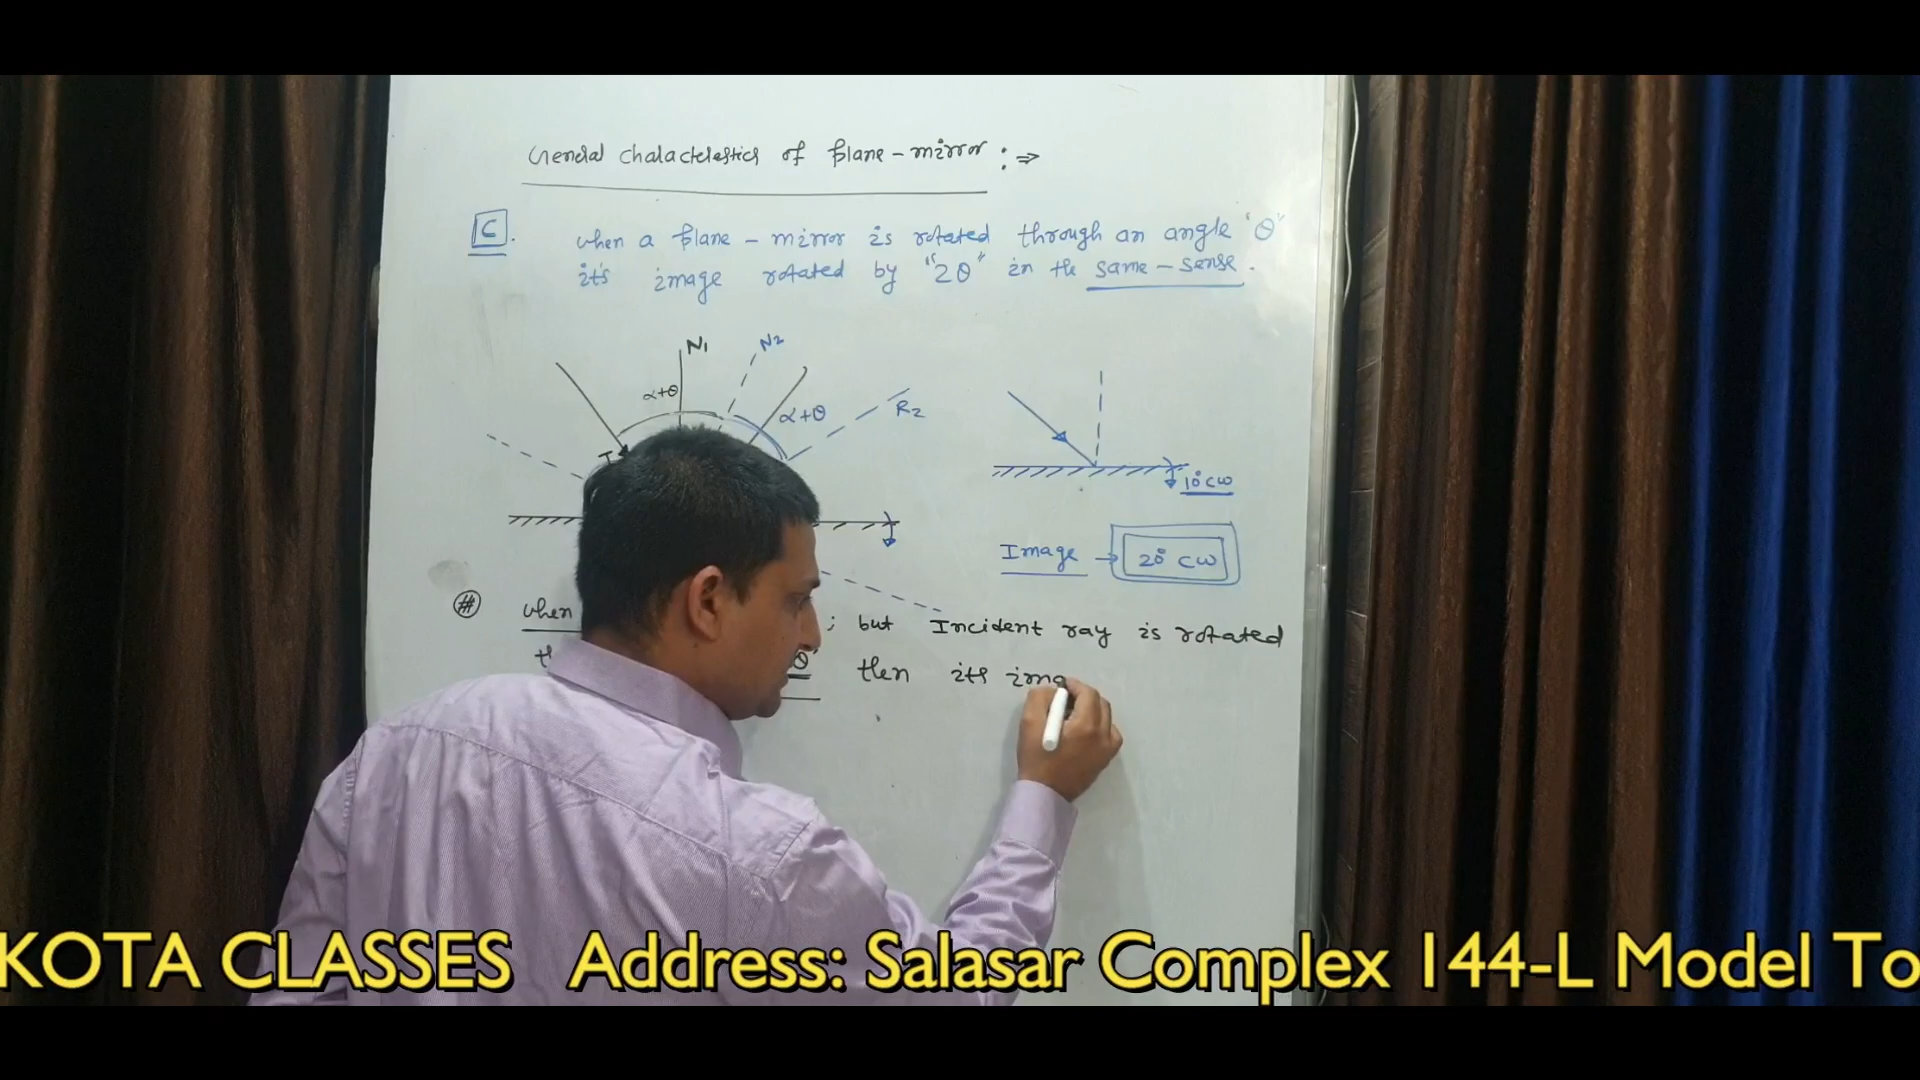 General characterestics of plane-mirror :⇒
C. when a plane-mirror is rotated through an angle "θ"
it's image rotated by "2θ" in the same-sense.
N₁ N₂
α+θ α+θ R₂
10° CW
Image → 20° CW
# when ; but Incident ray is rotated
θ" then its ima
KOTA CLASSES Address: Salasar Complex 144-L Model To